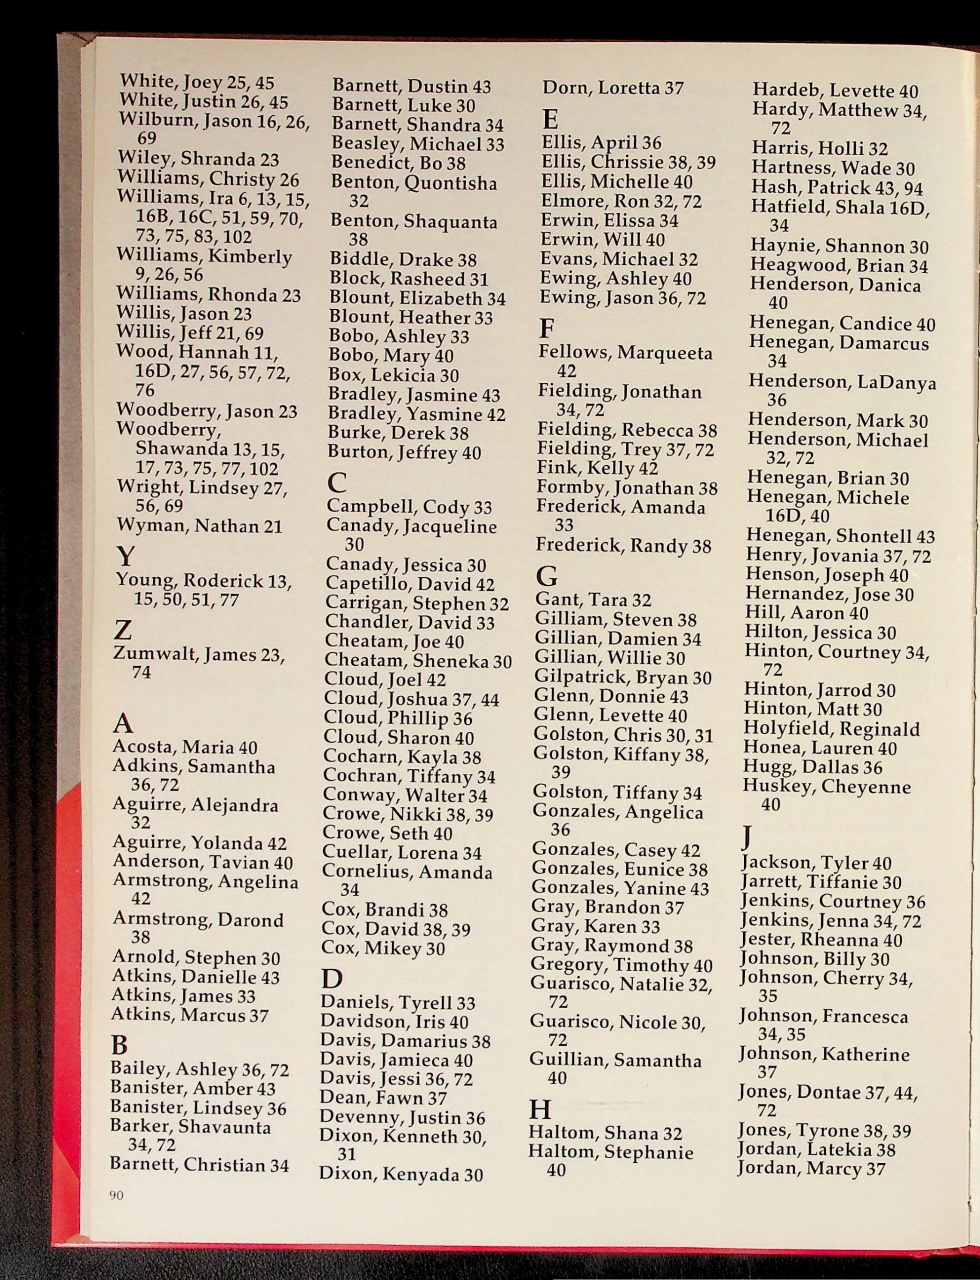 White, Joey 25, 45
White, Justin 26, 45
Wilburn, Jason 16, 26,
69
Wiley, Shranda 23
Williams, Christy 26
Williams, Ira 6, 13, 15,
16B, 16C, 51, 59, 70,
73, 75, 83, 102
Williams, Kimberly
9, 26, 56
Williams, Rhonda 23
Willis, Jason 23
Willis, Jeff 21, 69
Wood, Hannah 11,
16D, 27, 56, 57, 72,
76
Woodberry, Jason 23
Woodberry,
Shawanda 13, 15,
17, 73, 75, 77, 102
Wright, Lindsey 27,
56, 69
Wyman, Nathan 21
Y
Young, Roderick 13,
15, 50, 51, 77
Z
Zumwalt, James 23,
74
A
Acosta, Maria 40
Adkins, Samantha
36, 72
Aguirre, Alejandra
32
Aguirre, Yolanda 42
Anderson, Tavian 40
Armstrong, Angelina
42
Armstrong, Darond
38
Arnold, Stephen 30
Atkins, Danielle 43
Atkins, James 33
Atkins, Marcus 37
B
Bailey, Ashley 36, 72
Banister, Amber 43
Banister, Lindsey 36
Barker, Shavaunta
34, 72
Barnett, Christian 34
Barnett, Dustin 43
Barnett, Luke 30
Barnett, Shandra 34
Beasley, Michael 33
Benedict, Bo 38
Benton, Quontisha
32
Benton, Shaquanta
38
Biddle, Drake 38
Block, Rasheed 31
Blount, Elizabeth 34
Blount, Heather 33
Bobo, Ashley 33
Bobo, Mary 40
Box, Lekicia 30
Bradley, Jasmine 43
Bradley, Yasmine 42
Burke, Derek 38
Burton, Jeffrey 40
C
Campbell, Cody 33
Canady, Jacqueline
30
Canady, Jessica 30
Capetillo, David 42
Carrigan, Stephen 32
Chandler, David 33
Cheatam, Joe 40
Cheatam, Sheneka 30
Cloud, Joel 42
Cloud, Joshua 37, 44
Cloud, Phillip 36
Cloud, Sharon 40
Cocharn, Kayla 38
Cochran, Tiffany 34
Conway, Walter 34
Crowe, Nikki 38, 39
Crowe, Seth 40
Cuellar, Lorena 34
Cornelius, Amanda
34
Cox, Brandi 38
Cox, David 38, 39
Cox, Mikey 30
D
Daniels, Tyrell 33
Davidson, Iris 40
Davis, Damarius 38
Davis, Jamieca 40
Davis, Jessi 36, 72
Dean, Fawn 37
Devenny, Justin 36
Dixon, Kenneth 30,
31
Dixon, Kenyada 30
Dorn, Loretta 37
E
Ellis, April 36
Ellis, Chrissie 38, 39
Ellis, Michelle 40
Elmore, Ron 32, 72
Erwin, Elissa 34
Erwin, Will 40
Evans, Michael 32
Ewing, Ashley 40
Ewing, Jason 36, 72
F
Fellows, Marqueeta
42
Fielding, Jonathan
34, 72
Fielding, Rebecca 38
Fielding, Trey 37, 72
Fink, Kelly 42
Formby, Jonathan 38
Frederick, Amanda
33
Frederick, Randy 38
G
Gant, Tara 32
Gilliam, Steven 38
Gillian, Damien 34
Gillian, Willie 30
Gilpatrick, Bryan 30
Glenn, Donnie 43
Glenn, Levette 40
Golston, Chris 30, 31
Golston, Kiffany 38,
39
Golston, Tiffany 34
Gonzales, Angelica
36
Gonzales, Casey 42
Gonzales, Eunice 38
Gonzales, Yanine 43
Gray, Brandon 37
Gray, Karen 33
Gray, Raymond 38
Gregory, Timothy 40
Guarisco, Natalie 32,
72
Guarisco, Nicole 30,
72
Guillian, Samantha
40
H
Haltom, Shana 32
Haltom, Stephanie
40
Hardeb, Levette 40
Hardy, Matthew 34,
72
Harris, Holli 32
Hartness, Wade 30
Hash, Patrick 43, 94
Hatfield, Shala 16D,
34
Haynie, Shannon 30
Heagwood, Brian 34
Henderson, Danica
40
Henegan, Candice 40
Henegan, Damarcus
34
Henderson, LaDanya
36
Henderson, Mark 30
Henderson, Michael
32, 72
Henegan, Brian 30
Henegan, Michele
16D, 40
Henegan, Shontell 43
Henry, Jovania 37, 72
Henson, Joseph 40
Hernandez, Jose 30
Hill, Aaron 40
Hilton, Jessica 30
Hinton, Courtney 34,
72
Hinton, Jarrod 30
Hinton, Matt 30
Holyfield, Reginald
Honea, Lauren 40
Hugg, Dallas 36
Huskey, Cheyenne
40
J
Jackson, Tyler 40
Jarrett, Tiffanie 30
Jenkins, Courtney 36
Jenkins, Jenna 34, 72
Jester, Rheanna 40
Johnson, Billy 30
Johnson, Cherry 34,
35
Johnson, Francesca
34, 35
Johnson, Katherine
37
Jones, Dontae 37, 44,
72
Jones, Tyrone 38, 39
Jordan, Latekia 38
Jordan, Marcy 37
90